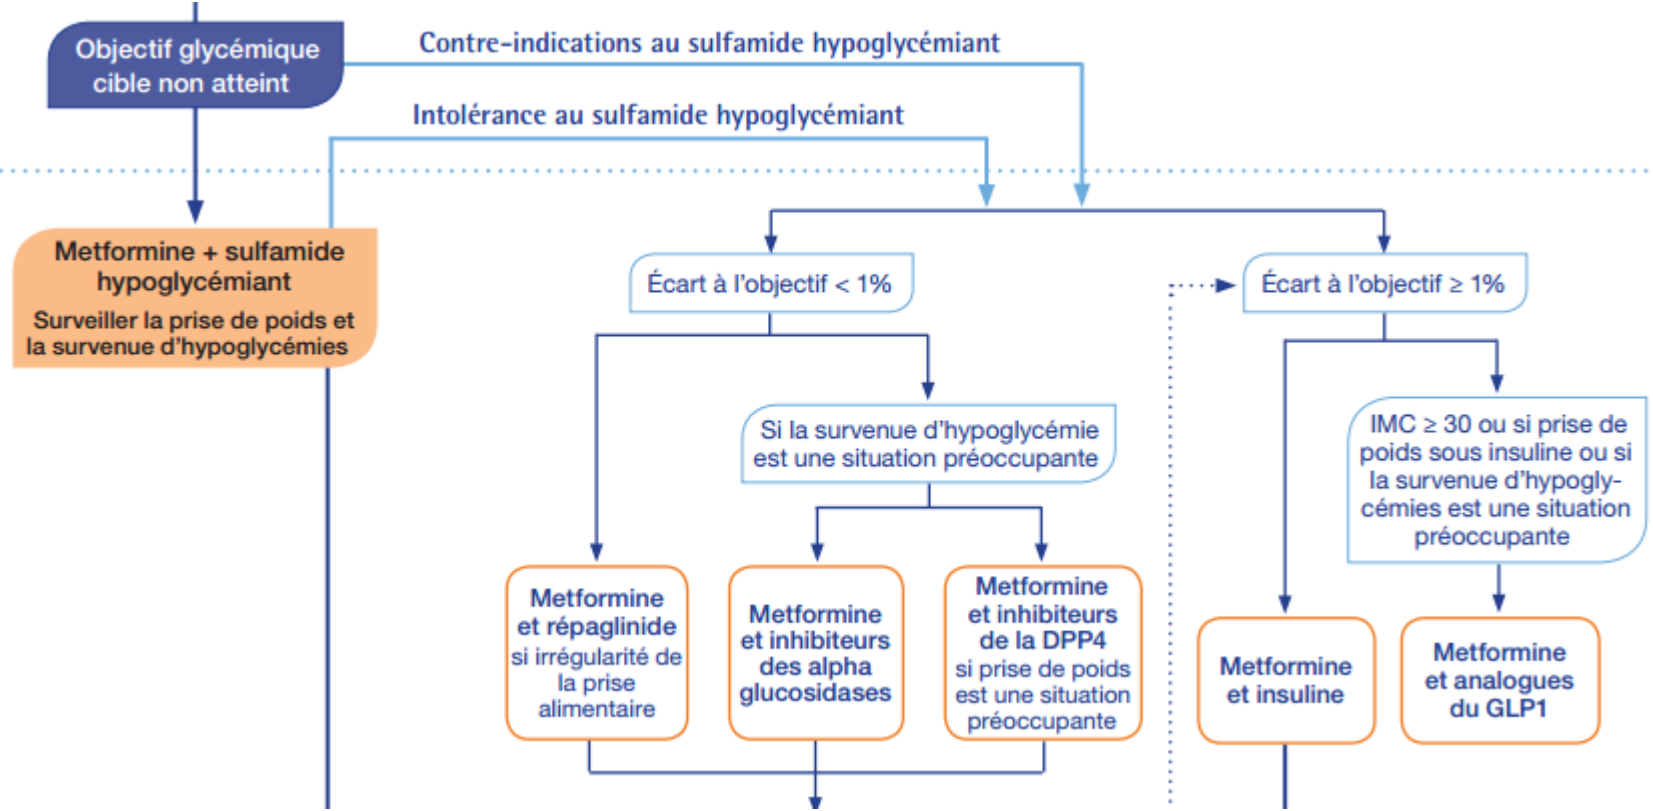 Objectif glycémique
cible non atteint
Contre-indications au sulfamide hypoglycémiant
Intolérance au sulfamide hypoglycémiant
Metformine + sulfamide
hypoglycémiant
Surveiller la prise de poids et
la survenue d'hypoglycémies
Écart à l'objectif < 1%
Écart à l'objectif ≥ 1%
Si la survenue d'hypoglycémie
est une situation préoccupante
IMC ≥ 30 ou si prise de
poids sous insuline ou si
la survenue d'hypogly-
cémies est une situation
préoccupante
Metformine
et répaglinide
si irrégularité de
la prise
alimentaire
Metformine
et inhibiteurs
des alpha
glucosidases
Metformine
et inhibiteurs
de la DPP4
si prise de poids
est une situation
préoccupante
Metformine
et insuline
Metformine
et analogues
du GLP1